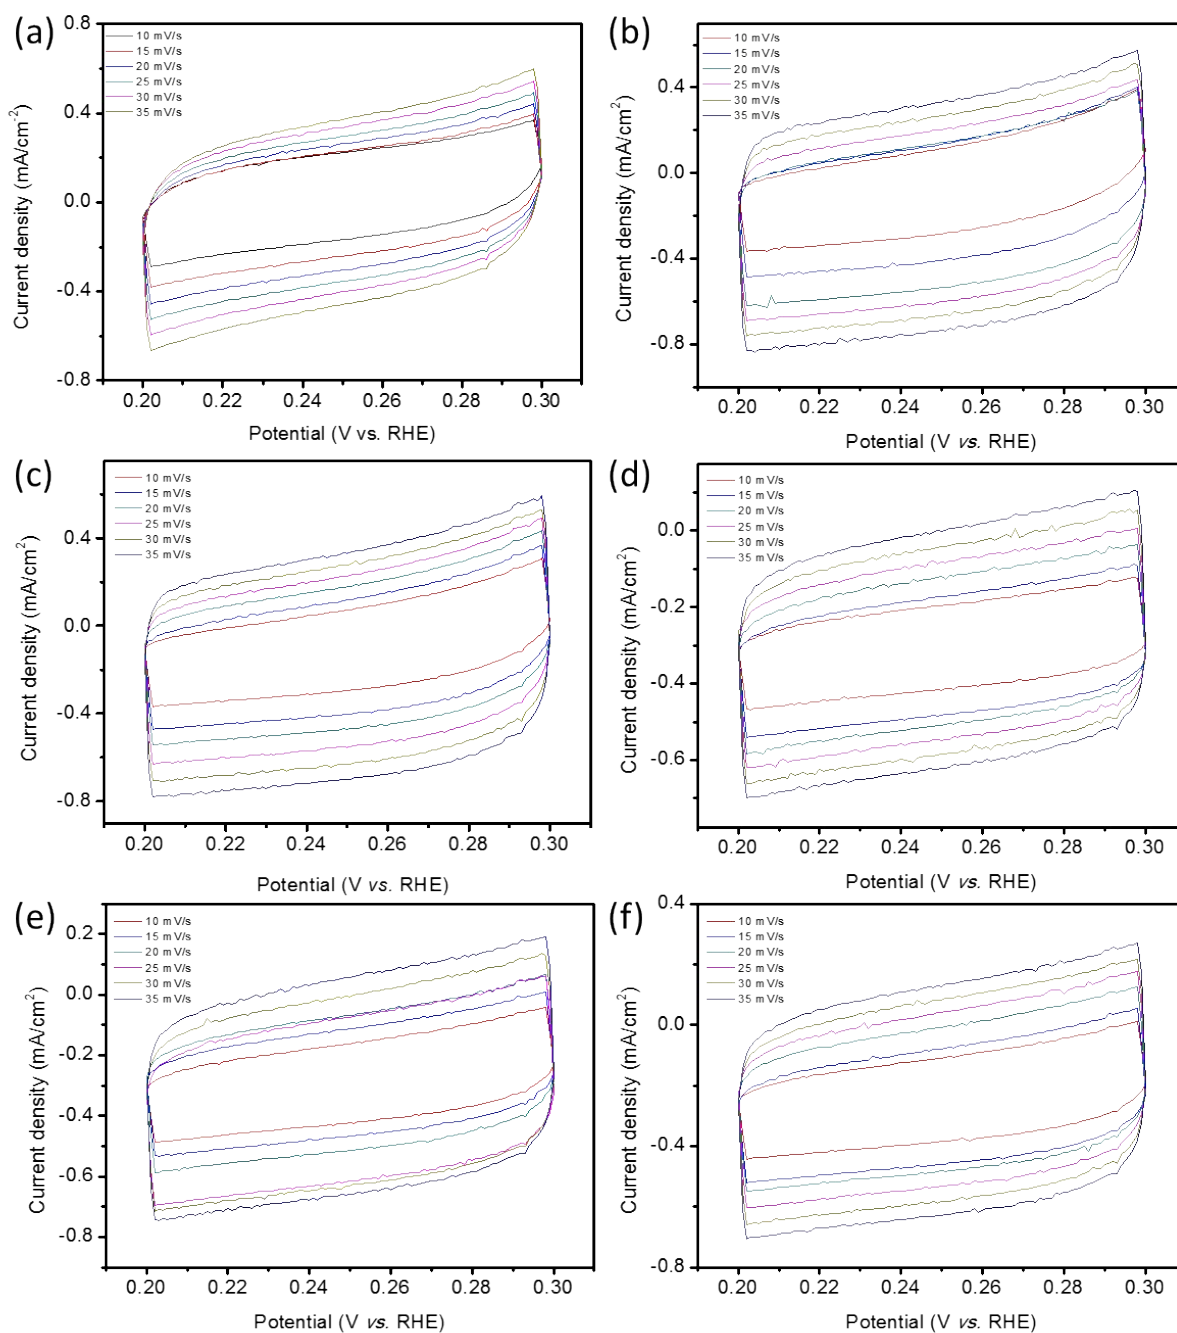 (a)
10 mV/s
15 mV/s
20 mV/s
25 mV/s
30 mV/s
35 mV/s
0.8
0.4
0.0
-0.4
-0.8
Current density (mA/cm⁻²)
0.20 0.22 0.24 0.26 0.28 0.30
Potential (V vs. RHE)
(b)
10 mV/s
15 mV/s
20 mV/s
25 mV/s
30 mV/s
35 mV/s
0.4
0.0
-0.4
-0.8
Current density (mA/cm²)
0.20 0.22 0.24 0.26 0.28 0.30
Potential (V vs. RHE)
(c)
10 mV/s
15 mV/s
20 mV/s
25 mV/s
30 mV/s
35 mV/s
0.4
0.0
-0.4
-0.8
Current density (mA/cm²)
0.20 0.22 0.24 0.26 0.28 0.30
Potential (V vs. RHE)
(d)
10 mV/s
15 mV/s
20 mV/s
25 mV/s
30 mV/s
35 mV/s
0.0
-0.2
-0.4
-0.6
Current density (mA/cm²)
0.20 0.22 0.24 0.26 0.28 0.30
Potential (V vs. RHE)
(e)
10 mV/s
15 mV/s
20 mV/s
25 mV/s
30 mV/s
35 mV/s
0.2
0.0
-0.2
-0.4
-0.6
-0.8
Current density (mA/cm²)
0.20 0.22 0.24 0.26 0.28 0.30
Potential (V vs. RHE)
(f)
10 mV/s
15 mV/s
20 mV/s
25 mV/s
30 mV/s
35 mV/s
0.4
0.0
-0.4
-0.8
Current density (mA/cm²)
0.20 0.22 0.24 0.26 0.28 0.30
Potential (V vs. RHE)